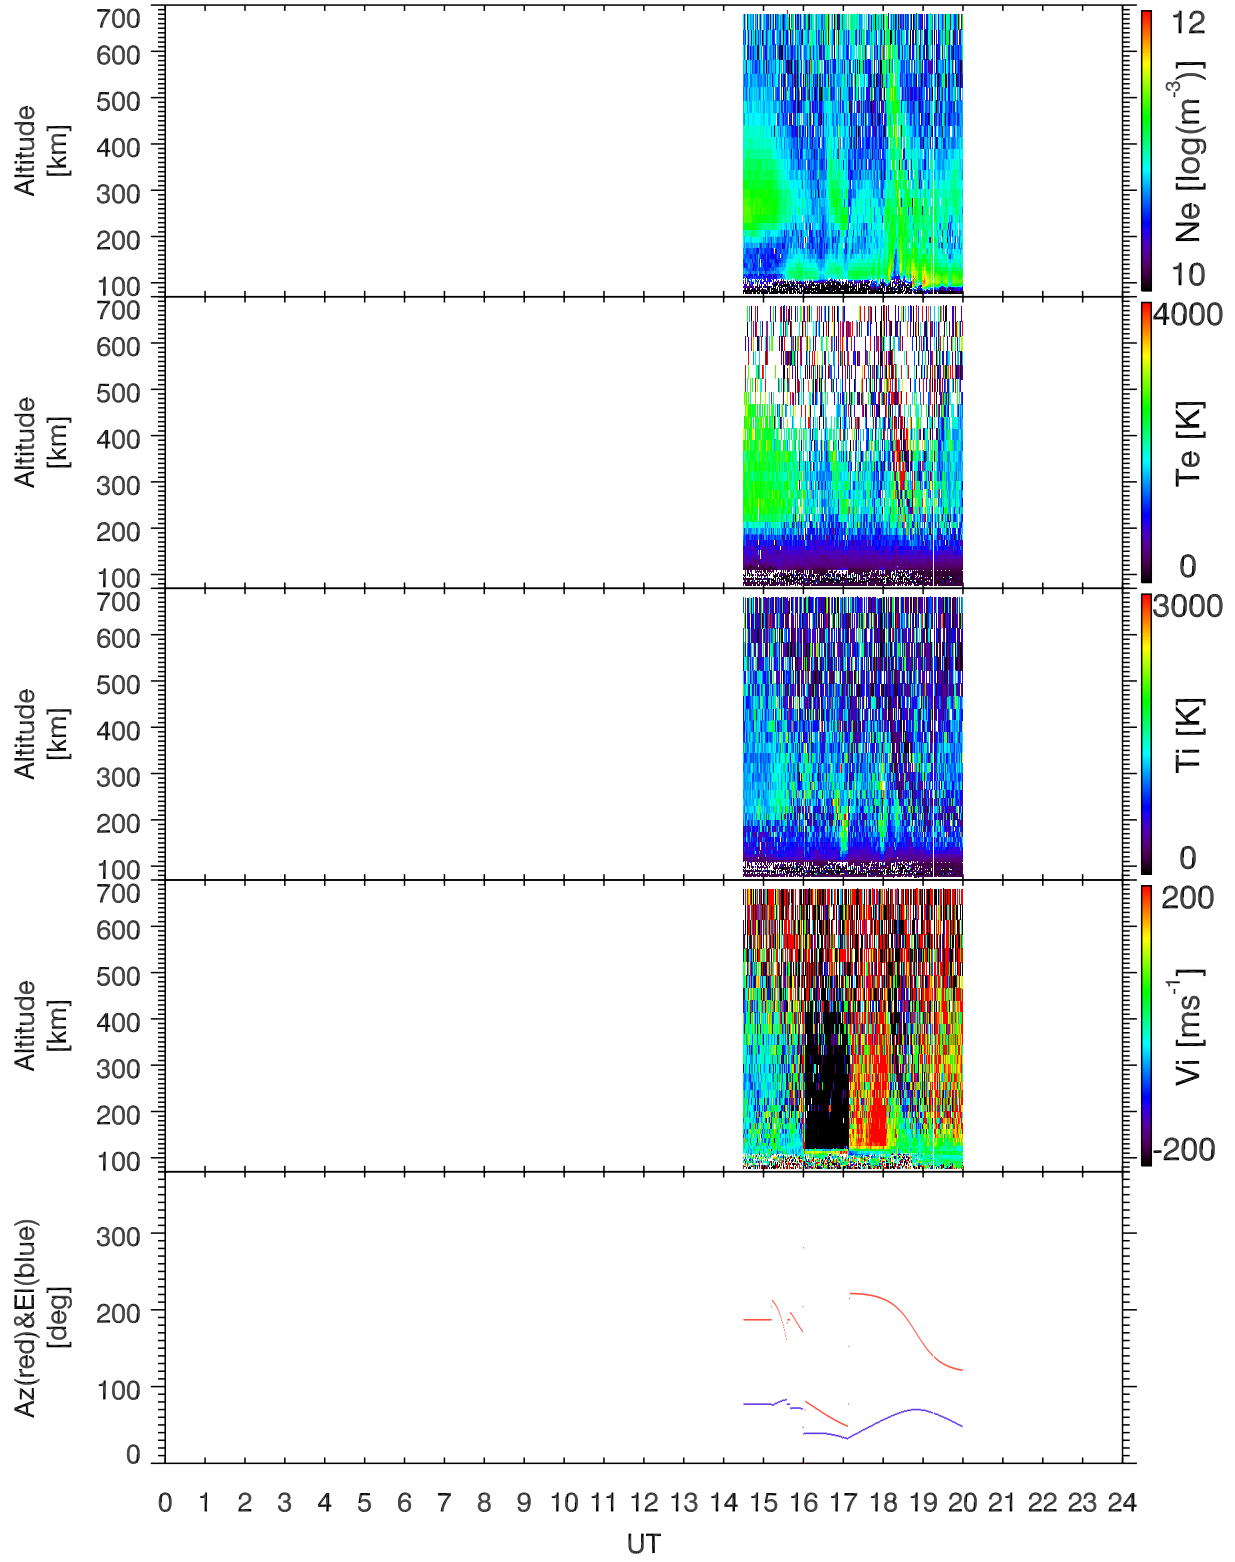 700
600
500
400
300
200
100
Altitude
[km]
12
Ne [log(m⁻³)]
10
700
600
500
400
300
200
100
Altitude
[km]
4000
Te [K]
0
700
600
500
400
300
200
100
Altitude
[km]
3000
Ti [K]
0
700
600
500
400
300
200
100
Altitude
[km]
200
Vi [ms⁻¹]
-200
300
200
100
0
Az(red)&El(blue)
[deg]
0 1 2 3 4 5 6 7 8 9 10 11 12 13 14 15 16 17 18 19 20 21 22 23 24
UT